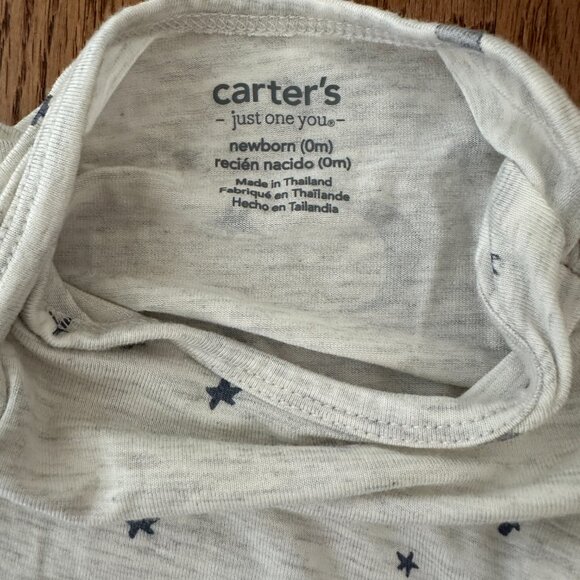 carter's
- just one you®-
newborn (0m)
recién nacido (0m)
Made in Thailand
Fabriqué en Thaïlande
Hecho en Tailandia